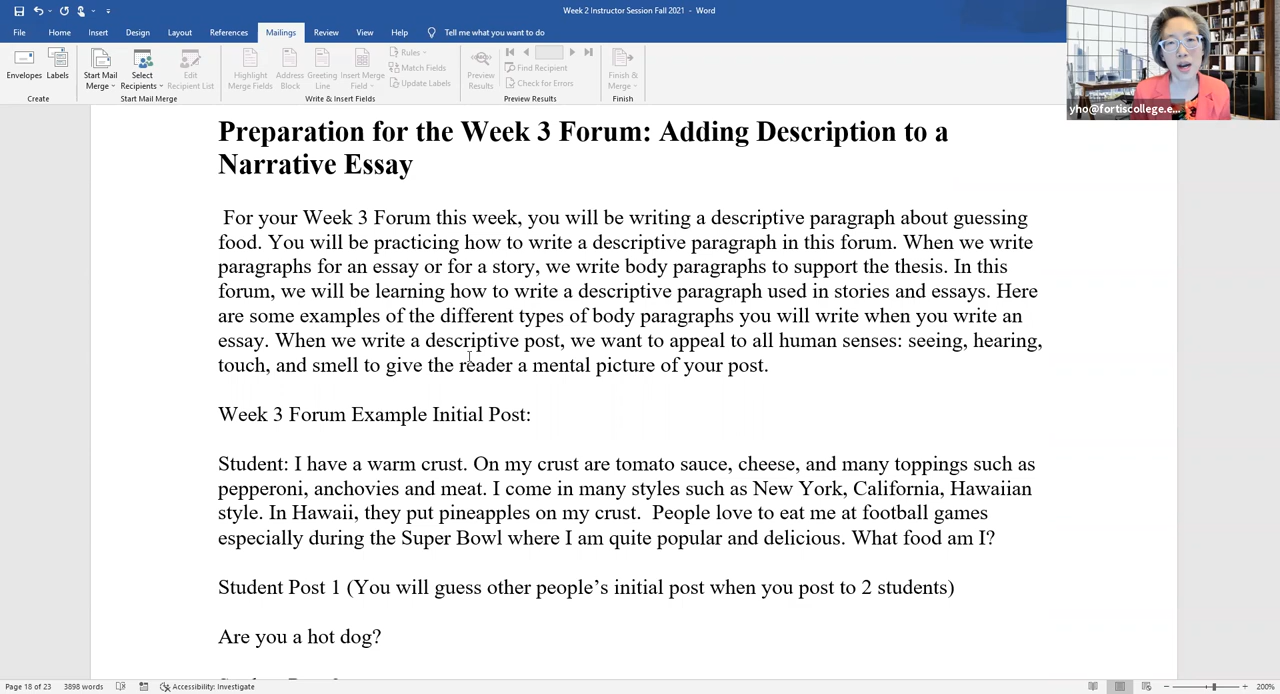 Week 2 Instructor Session Fall 2021 - Word
File Home Insert Design Layout References Mailings Review View Help Tell me what you want to do
Envelopes Labels Start Mail Merge Select Recipients Edit Recipient List Highlight Merge Fields Address Block Greeting Line Insert Merge Field Rules Match Fields Update Labels Preview Results Find Recipient Check for Errors Finish & Merge
Create Start Mail Merge Write & Insert Fields Preview Results Finish
yho@fortiscollege.e...
Preparation for the Week 3 Forum: Adding Description to a
Narrative Essay
For your Week 3 Forum this week, you will be writing a descriptive paragraph about guessing
food. You will be practicing how to write a descriptive paragraph in this forum. When we write
paragraphs for an essay or for a story, we write body paragraphs to support the thesis. In this
forum, we will be learning how to write a descriptive paragraph used in stories and essays. Here
are some examples of the different types of body paragraphs you will write when you write an
essay. When we write a descriptive post, we want to appeal to all human senses: seeing, hearing,
touch, and smell to give the reader a mental picture of your post.
Week 3 Forum Example Initial Post:
Student: I have a warm crust. On my crust are tomato sauce, cheese, and many toppings such as
pepperoni, anchovies and meat. I come in many styles such as New York, California, Hawaiian
style. In Hawaii, they put pineapples on my crust. People love to eat me at football games
especially during the Super Bowl where I am quite popular and delicious. What food am I?
Student Post 1 (You will guess other people's initial post when you post to 2 students)
Are you a hot dog?
Page 18 of 23 3898 words Accessibility: Investigate 200%